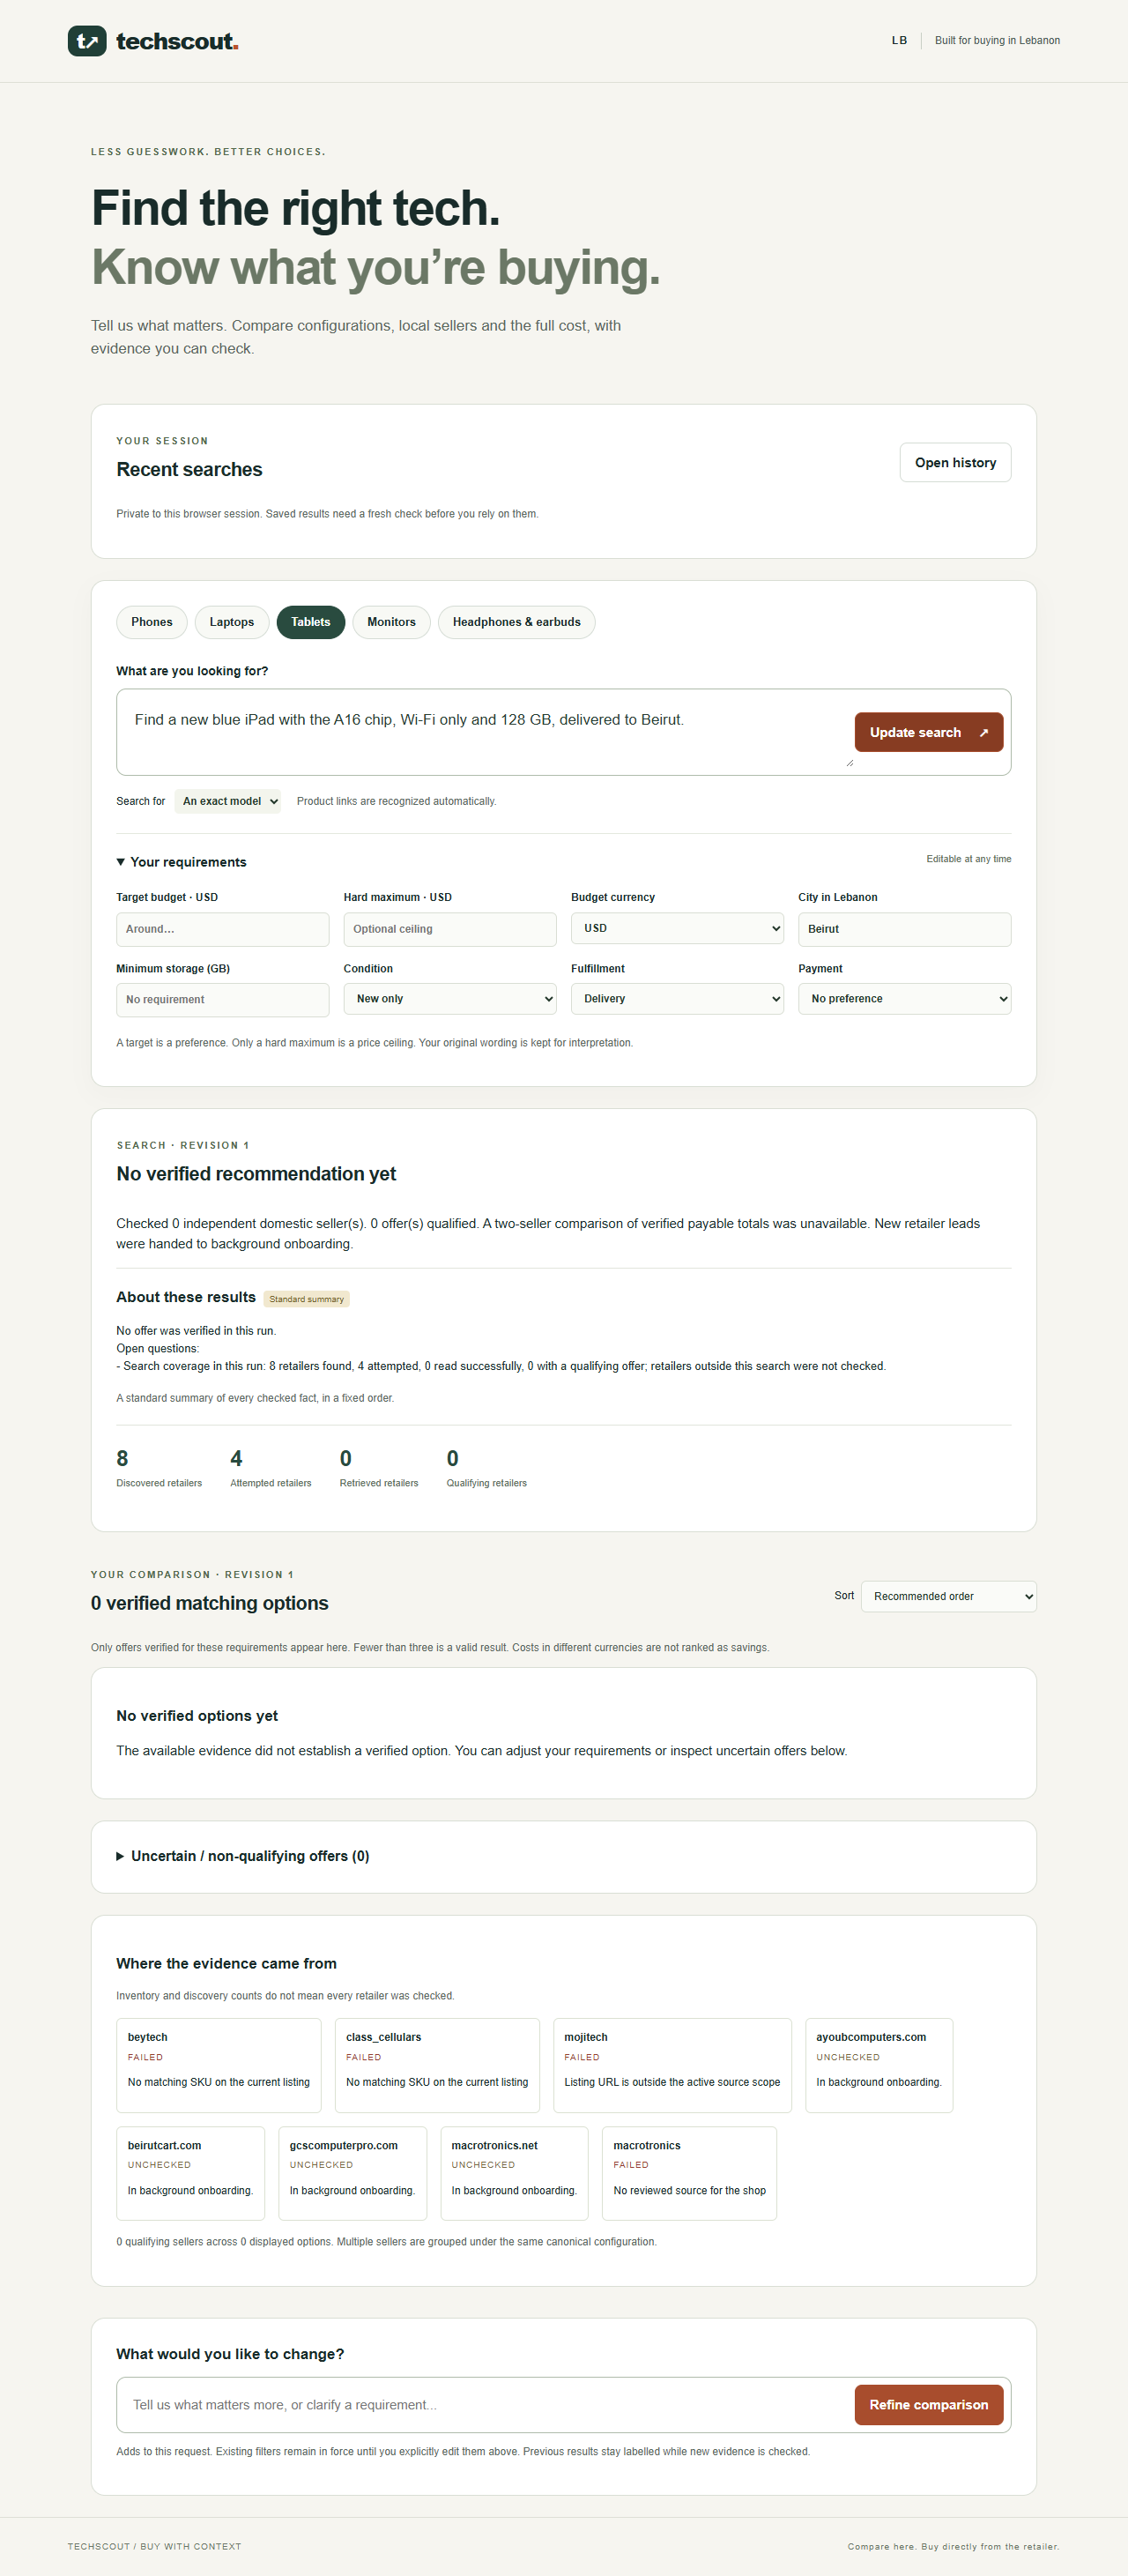 t↗ techscout.
LB
Built for buying in Lebanon
LESS GUESSWORK. BETTER CHOICES.
Find the right tech.
Know what you’re buying.
Tell us what matters. Compare configurations, local sellers and the full cost, with
evidence you can check.
YOUR SESSION
Recent searches
Open history
Private to this browser session. Saved results need a fresh check before you rely on them.
Phones
Laptops
Tablets
Monitors
Headphones & earbuds
What are you looking for?
Find a new blue iPad with the A16 chip, Wi-Fi only and 128 GB, delivered to Beirut.
Update search ↗
Search for An exact model Product links are recognized automatically.
▼ Your requirements
Editable at any time
Target budget · USD
Hard maximum · USD
Budget currency
City in Lebanon
Around…
Optional ceiling
USD
Beirut
Minimum storage (GB)
Condition
Fulfillment
Payment
No requirement
New only
Delivery
No preference
A target is a preference. Only a hard maximum is a price ceiling. Your original wording is kept for interpretation.
SEARCH · REVISION 1
No verified recommendation yet
Checked 0 independent domestic seller(s). 0 offer(s) qualified. A two-seller comparison of verified payable totals was unavailable. New retailer leads
were handed to background onboarding.
About these results Standard summary
No offer was verified in this run.
Open questions:
- Search coverage in this run: 8 retailers found, 4 attempted, 0 read successfully, 0 with a qualifying offer; retailers outside this search were not checked.
A standard summary of every checked fact, in a fixed order.
8
4
0
0
Discovered retailers
Attempted retailers
Retrieved retailers
Qualifying retailers
YOUR COMPARISON · REVISION 1
0 verified matching options
Sort Recommended order
Only offers verified for these requirements appear here. Fewer than three is a valid result. Costs in different currencies are not ranked as savings.
No verified options yet
The available evidence did not establish a verified option. You can adjust your requirements or inspect uncertain offers below.
▶ Uncertain / non-qualifying offers (0)
Where the evidence came from
Inventory and discovery counts do not mean every retailer was checked.
beytech
FAILED
No matching SKU on the current listing
class_cellulars
FAILED
No matching SKU on the current listing
mojitech
FAILED
Listing URL is outside the active source scope
ayoubcomputers.com
UNCHECKED
In background onboarding.
beirutcart.com
UNCHECKED
In background onboarding.
gcscomputerpro.com
UNCHECKED
In background onboarding.
macrotronics.net
UNCHECKED
In background onboarding.
macrotronics
FAILED
No reviewed source for the shop
0 qualifying sellers across 0 displayed options. Multiple sellers are grouped under the same canonical configuration.
What would you like to change?
Tell us what matters more, or clarify a requirement...
Refine comparison
Adds to this request. Existing filters remain in force until you explicitly edit them above. Previous results stay labelled while new evidence is checked.
TECHSCOUT / BUY WITH CONTEXT
Compare here. Buy directly from the retailer.